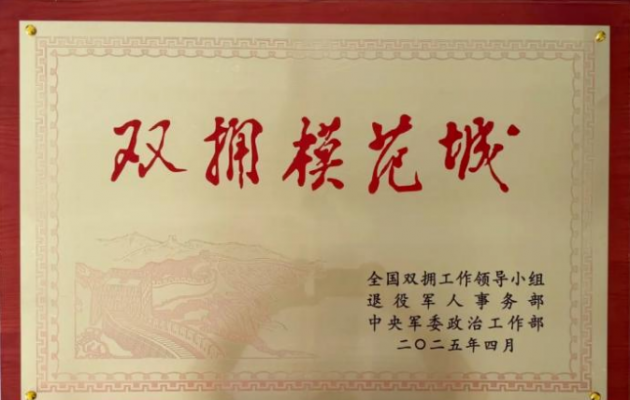 双拥模范城
全国双拥工作领导小组
退役军人事务部
中央军委政治工作部
二〇二五年四月